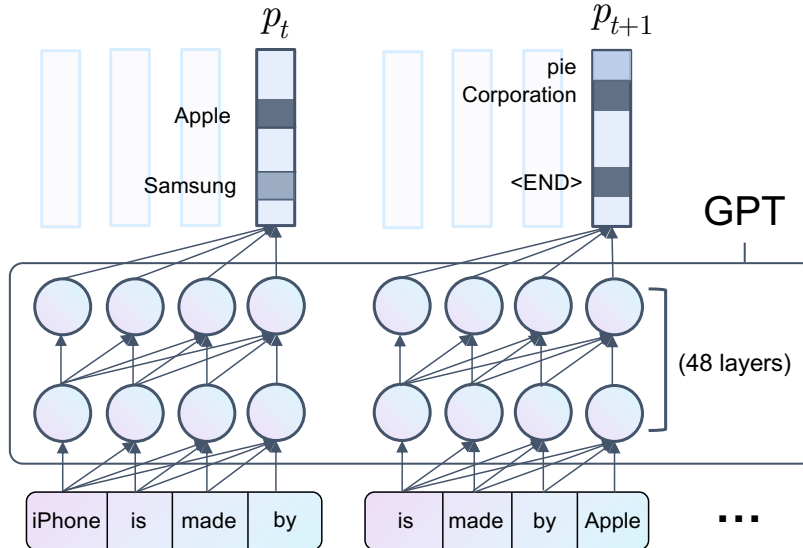 p_t
p_{t+1}
pie
Corporation
Apple
Samsung
<END>
GPT
(48 layers)
iPhone is made by
is made by Apple
...